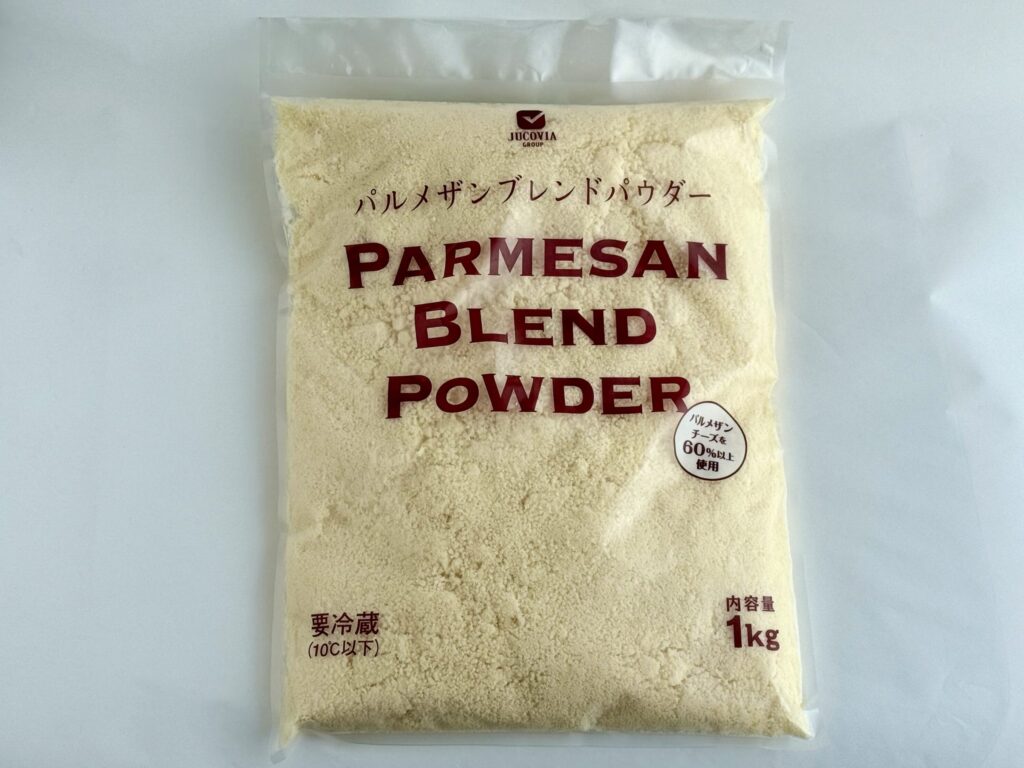 JUCOVIA
GROUP
パルメザンブレンドパウダー
PARMESAN
BLEND
POWDER
パルメザン
チーズを
60%以上
使用
要冷蔵
(10℃以下)
内容量
1kg